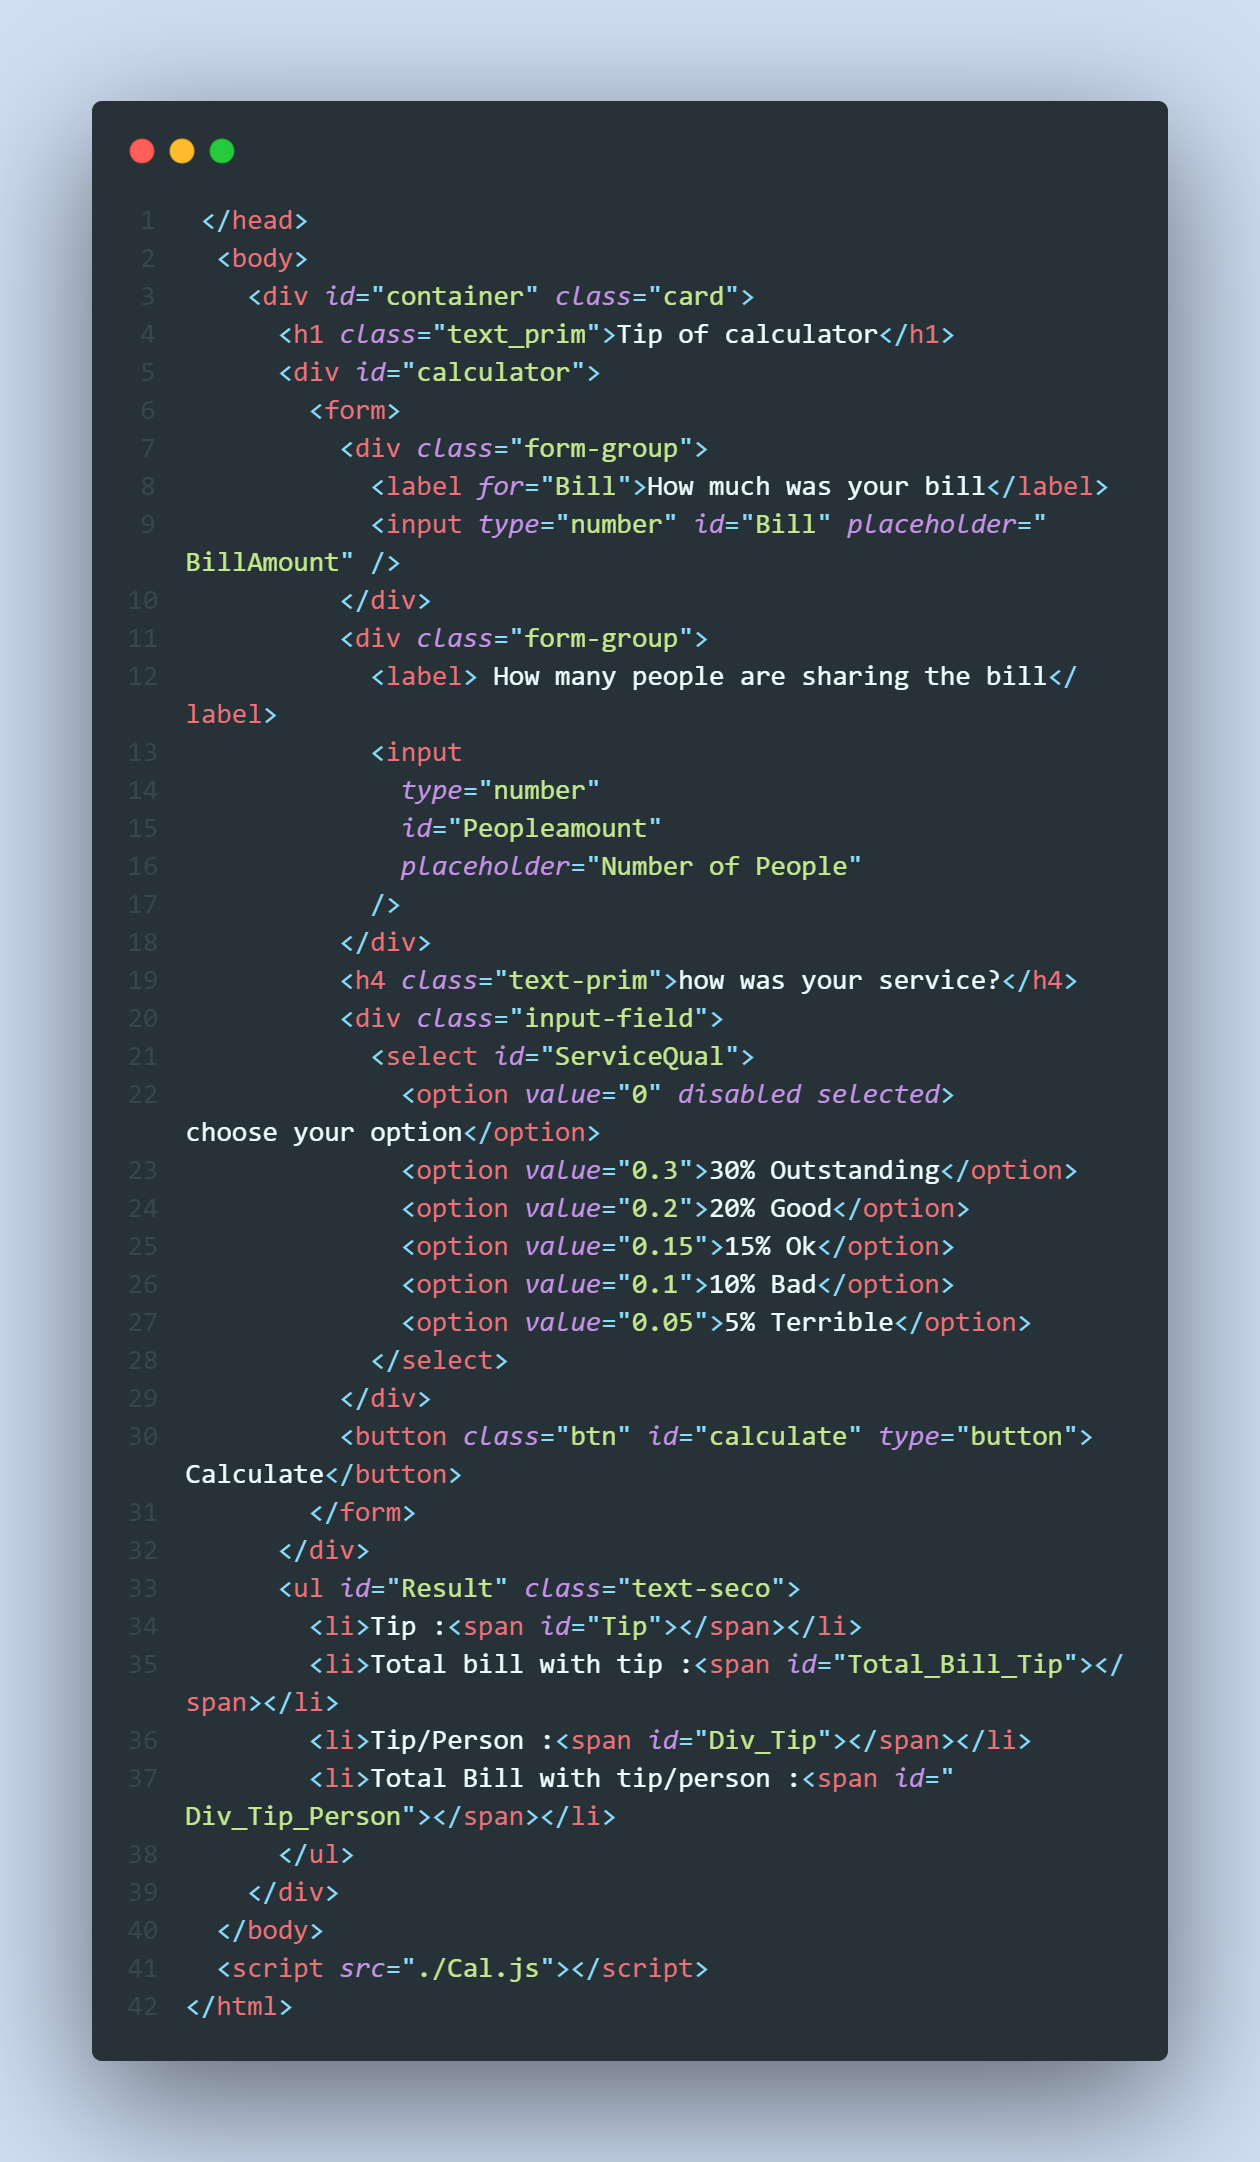 1 </head>
2 <body>
3 <div id="container" class="card">
4 <h1 class="text_prim">Tip of calculator</h1>
5 <div id="calculator">
6 <form>
7 <div class="form-group">
8 <label for="Bill">How much was your bill</label>
9 <input type="number" id="Bill" placeholder="
BillAmount" />
10 </div>
11 <div class="form-group">
12 <label> How many people are sharing the bill</
label>
13 <input
14 type="number"
15 id="Peopleamount"
16 placeholder="Number of People"
17 />
18 </div>
19 <h4 class="text-prim">how was your service?</h4>
20 <div class="input-field">
21 <select id="ServiceQual">
22 <option value="0" disabled selected>
choose your option</option>
23 <option value="0.3">30% Outstanding</option>
24 <option value="0.2">20% Good</option>
25 <option value="0.15">15% Ok</option>
26 <option value="0.1">10% Bad</option>
27 <option value="0.05">5% Terrible</option>
28 </select>
29 </div>
30 <button class="btn" id="calculate" type="button">
Calculate</button>
31 </form>
32 </div>
33 <ul id="Result" class="text-seco">
34 <li>Tip :<span id="Tip"></span></li>
35 <li>Total bill with tip :<span id="Total_Bill_Tip"></
span></li>
36 <li>Tip/Person :<span id="Div_Tip"></span></li>
37 <li>Total Bill with tip/person :<span id="
Div_Tip_Person"></span></li>
38 </ul>
39 </div>
40 </body>
41 <script src="./Cal.js"></script>
42 </html>